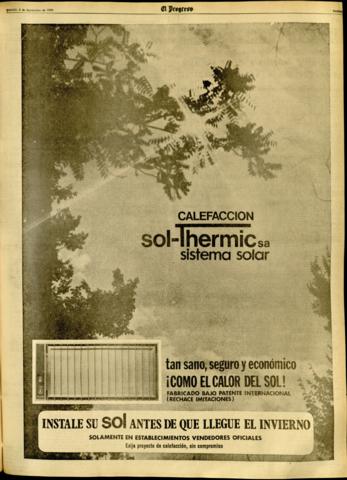 El Progreso
CALEFACCION
sol-Thermic sa
sistema solar
tan sano, seguro y económico
¡COMO EL CALOR DEL SOL!
FABRICADO BAJO PATENTE INTERNACIONAL
(RECHACE IMITACIONES)
INSTALE SU sol ANTES DE QUE LLEGUE EL INVIERNO
SOLAMENTE EN ESTABLECIMIENTOS VENDEDORES OFICIALES
Exija proyecto de calefacción, sin compromiso